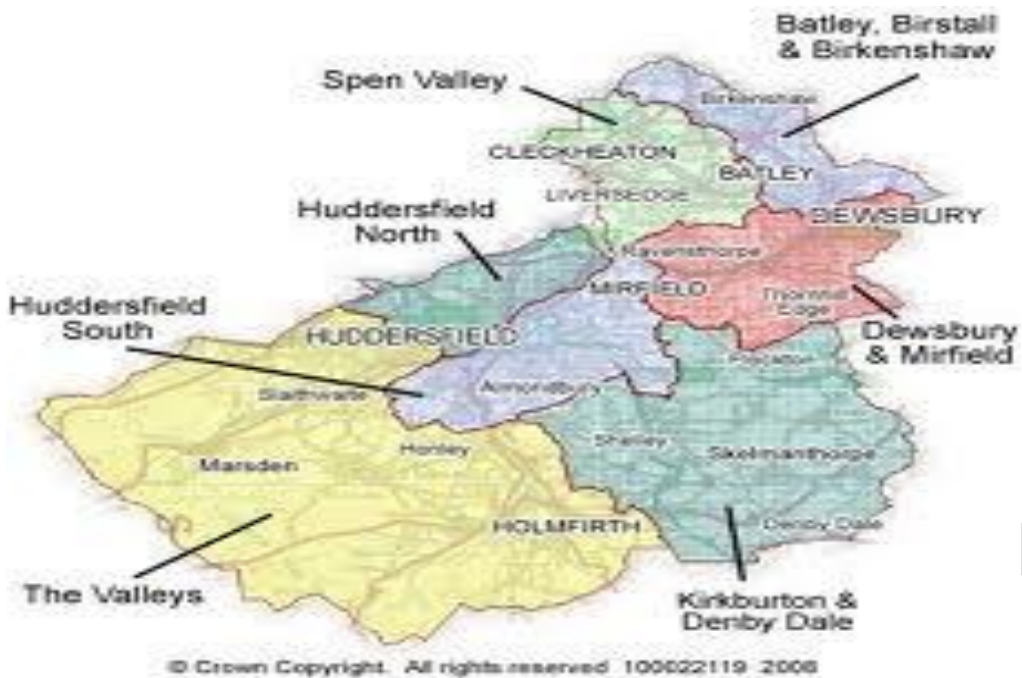 Batley, Birstall
& Birkenshaw
Spen Valley
Birkenshaw
CLECKHEATON
BATLEY
LIVERSEDGE
Huddersfield
North
DEWSBURY
Ravensthorpe
MIRFIELD
Thornhill
Edge
Huddersfield
South
HUDDERSFIELD
Dewsbury
& Mirfield
Flockton
Almondbury
Slaithwaite
Shelley
Honley
Skelmanthorpe
Marsden
HOLMFIRTH
Denby Dale
The Valleys
Kirkburton &
Denby Dale
© Crown Copyright. All rights reserved 100022119 2008